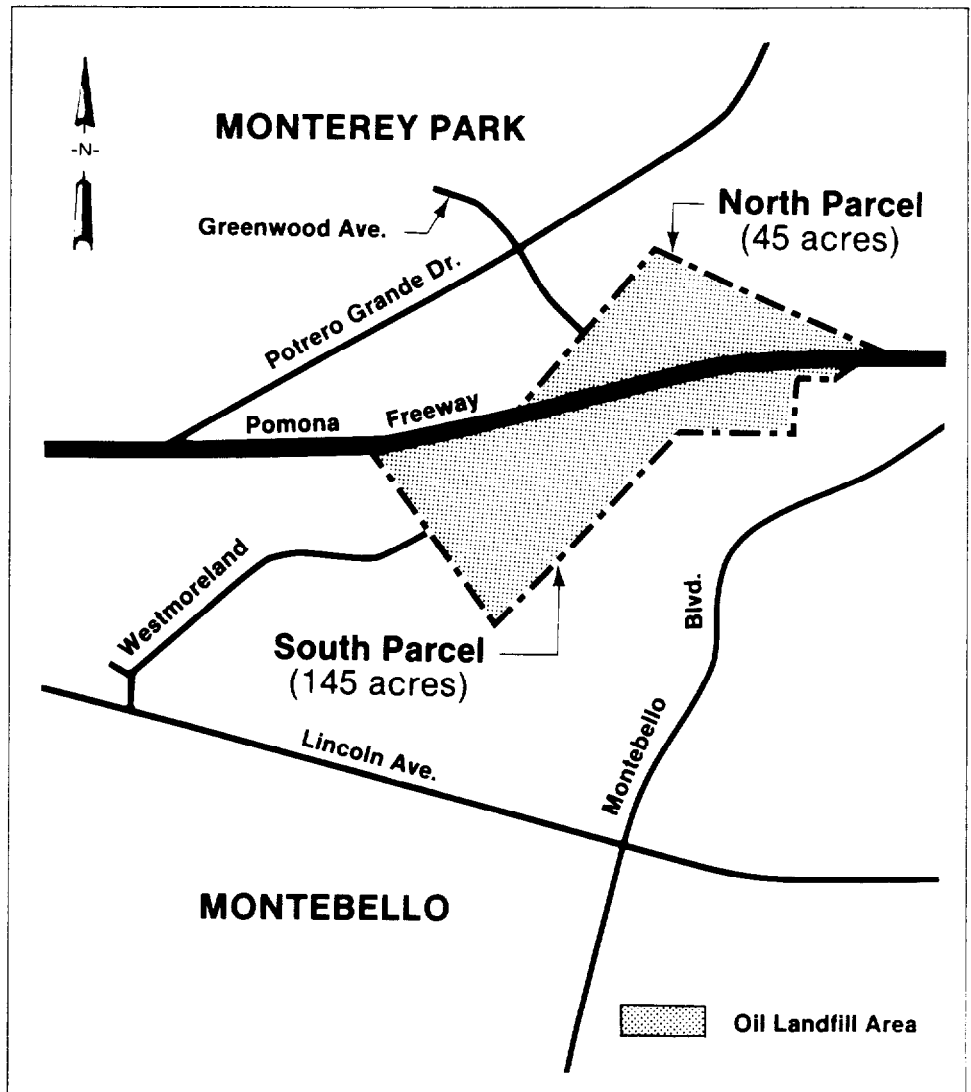 -N-
MONTEREY PARK
Greenwood Ave.
North Parcel
(45 acres)
Potrero Grande Dr.
Pomona
Freeway
Westmoreland
South Parcel
(145 acres)
Blvd.
Montebello
Lincoln Ave.
MONTEBELLO
Oil Landfill Area